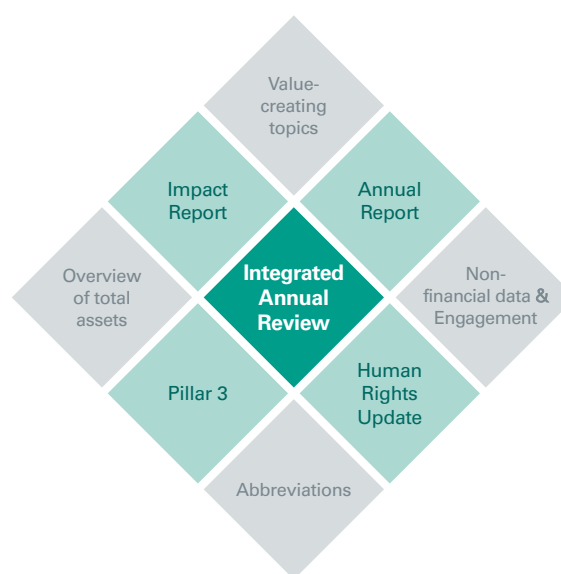 Value-
creating
topics
Impact
Report
Annual
Report
Overview
of total
assets
Integrated
Annual
Review
Non-
financial data &
Engagement
Pillar 3
Human
Rights
Update
Abbreviations